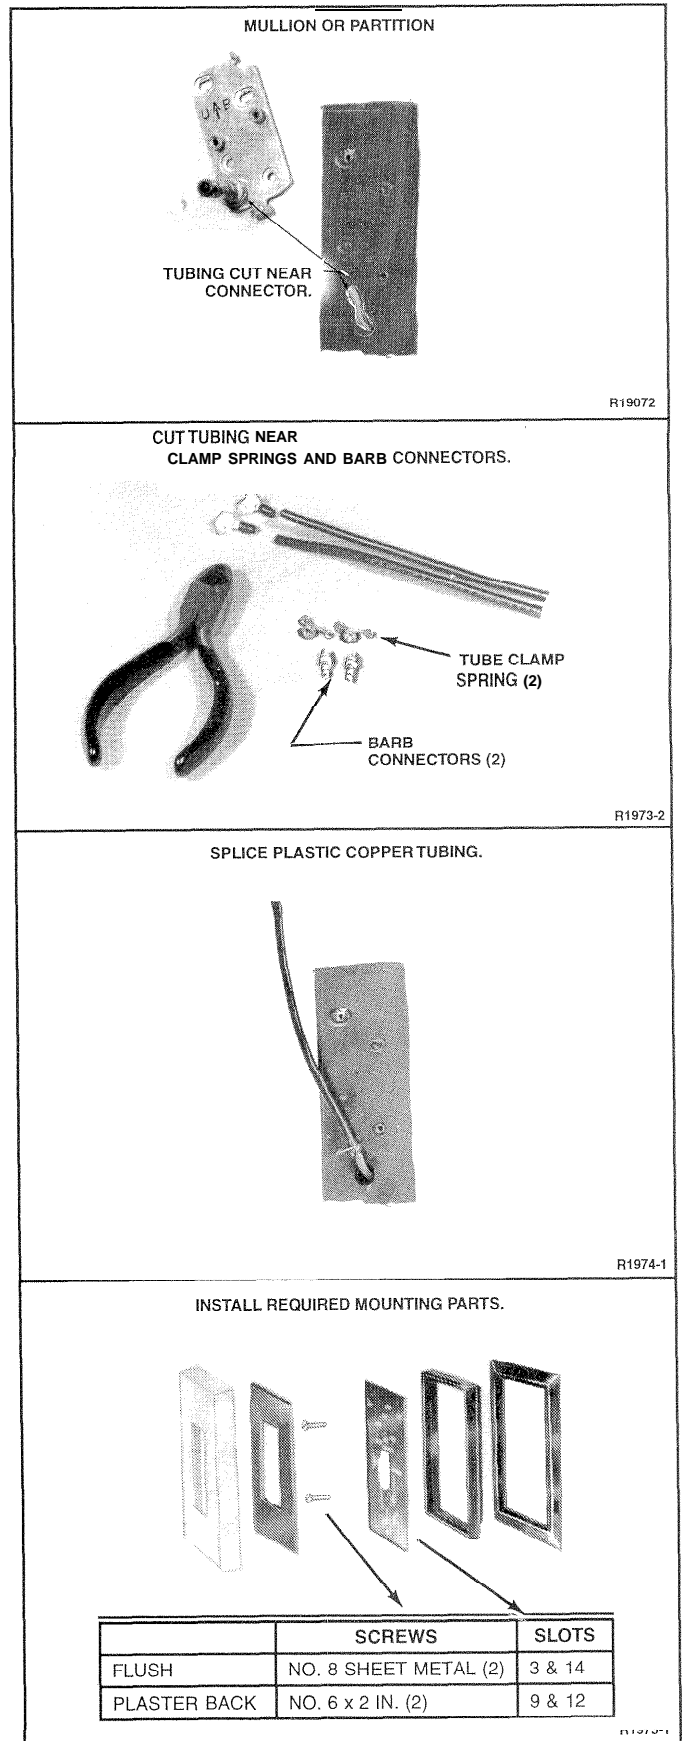 MULLION OR PARTITION
UAP
TUBING CUT NEAR
CONNECTOR.
R19072
CUT TUBING NEAR
CLAMP SPRINGS AND BARB CONNECTORS.
TUBE CLAMP
SPRING (2)
BARB
CONNECTORS (2)
R1973-2
SPLICE PLASTIC COPPER TUBING.
R1974-1
INSTALL REQUIRED MOUNTING PARTS.
SCREWS SLOTS
FLUSH NO. 8 SHEET METAL (2) 3 & 14
PLASTER BACK NO. 6 x 2 IN. (2) 9 & 12